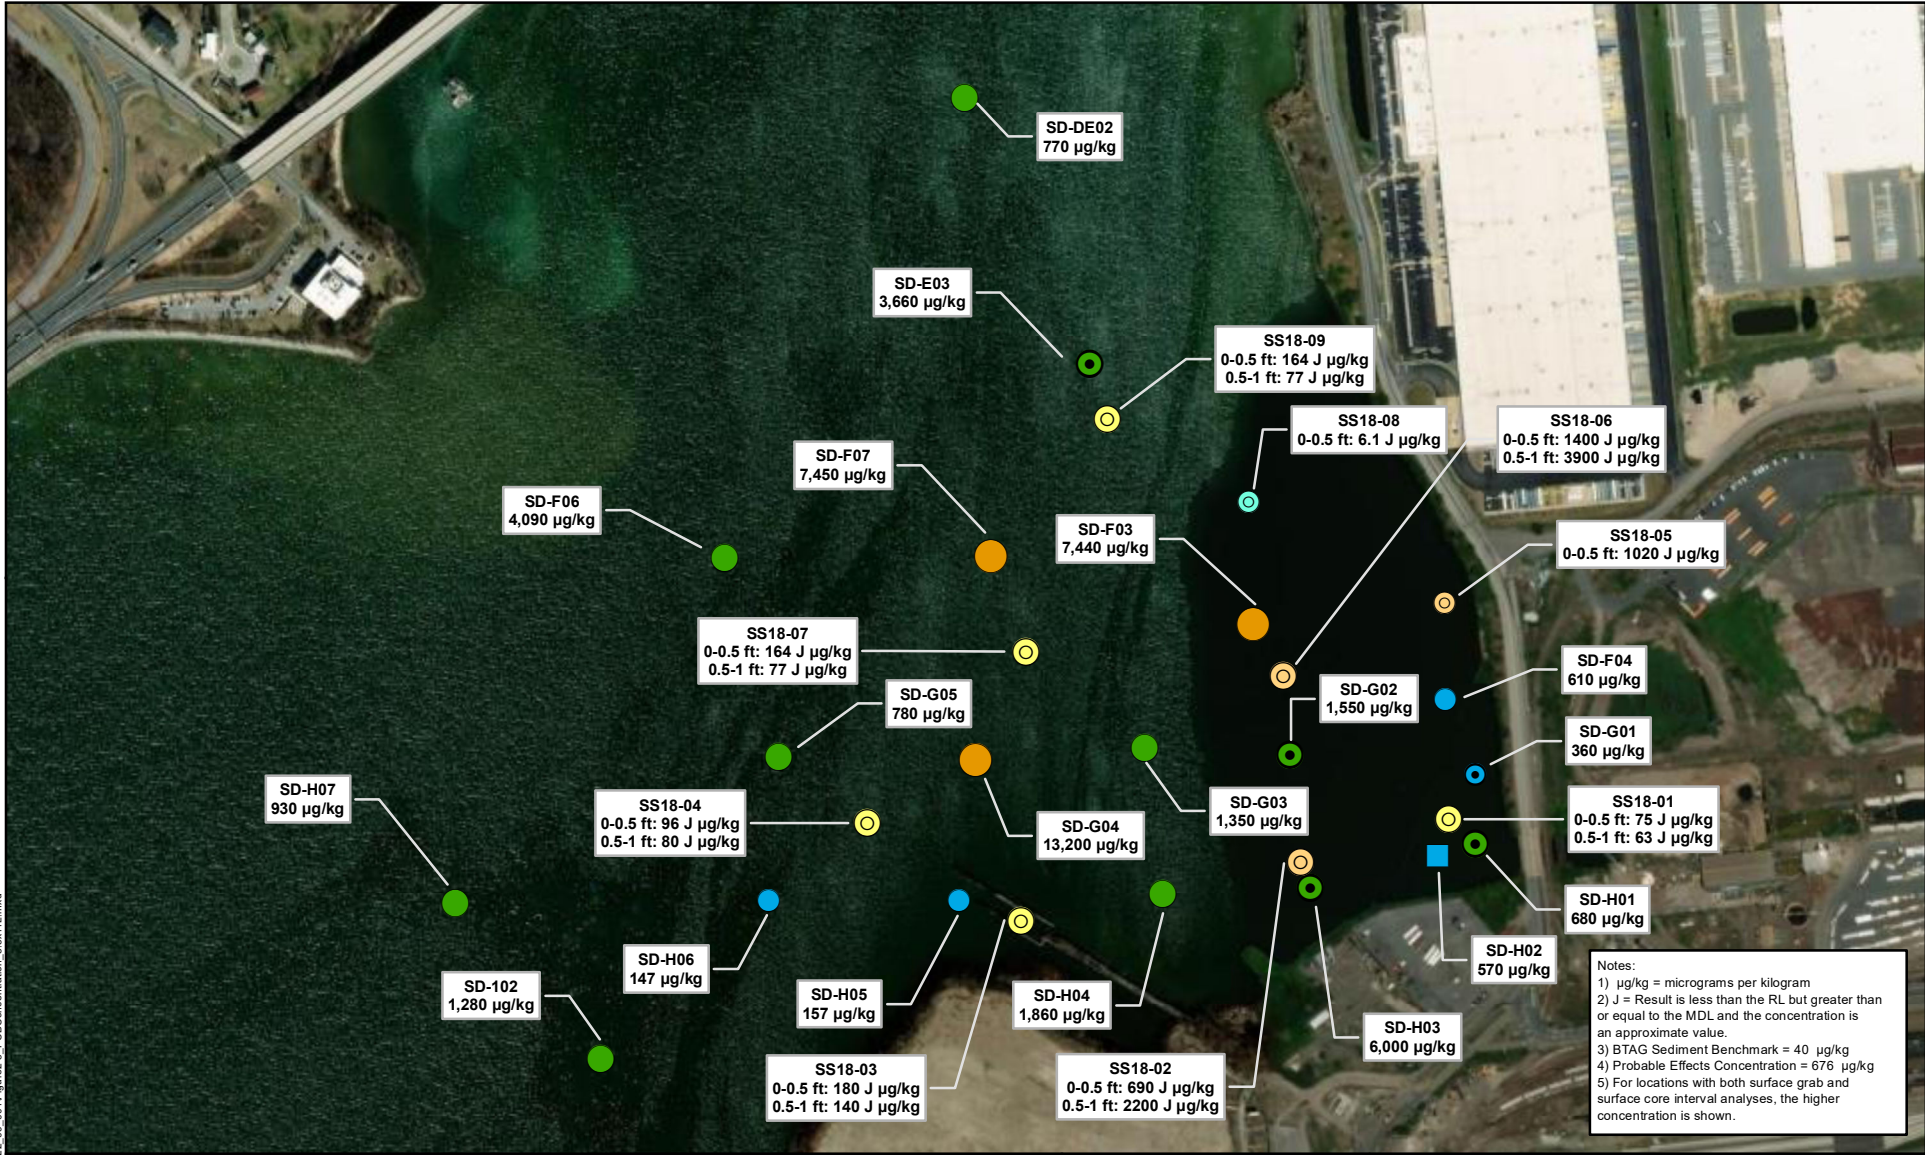 SD-DE02
770 µg/kg
SD-E03
3,660 µg/kg
SS18-09
0-0.5 ft: 164 J µg/kg
0.5-1 ft: 77 J µg/kg
SS18-08
0-0.5 ft: 6.1 J µg/kg
SS18-06
0-0.5 ft: 1400 J µg/kg
0.5-1 ft: 3900 J µg/kg
SD-F07
7,450 µg/kg
SD-F06
4,090 µg/kg
SD-F03
7,440 µg/kg
SS18-05
0-0.5 ft: 1020 J µg/kg
SS18-07
0-0.5 ft: 164 J µg/kg
0.5-1 ft: 77 J µg/kg
SD-F04
610 µg/kg
SD-G05
780 µg/kg
SD-G02
1,550 µg/kg
SD-G01
360 µg/kg
SD-H07
930 µg/kg
SS18-04
0-0.5 ft: 96 J µg/kg
0.5-1 ft: 80 J µg/kg
SD-G04
13,200 µg/kg
SD-G03
1,350 µg/kg
SS18-01
0-0.5 ft: 75 J µg/kg
0.5-1 ft: 63 J µg/kg
SD-H01
680 µg/kg
SD-H02
570 µg/kg
SD-H06
147 µg/kg
SD-102
1,280 µg/kg
SD-H05
157 µg/kg
SD-H04
1,860 µg/kg
SD-H03
6,000 µg/kg
SS18-03
0-0.5 ft: 180 J µg/kg
0.5-1 ft: 140 J µg/kg
SS18-02
0-0.5 ft: 690 J µg/kg
0.5-1 ft: 2200 J µg/kg
Notes:
1) µg/kg = micrograms per kilogram
2) J = Result is less than the RL but greater than
or equal to the MDL and the concentration is
an approximate value.
3) BTAG Sediment Benchmark = 40 µg/kg
4) Probable Effects Concentration = 676 µg/kg
5) For locations with both surface grab and
surface core interval analyses, the higher
concentration is shown.